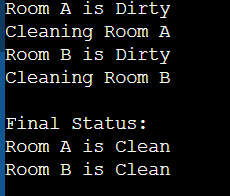 Room A is Dirty
Cleaning Room A
Room B is Dirty
Cleaning Room B
Final Status:
Room A is Clean
Room B is Clean